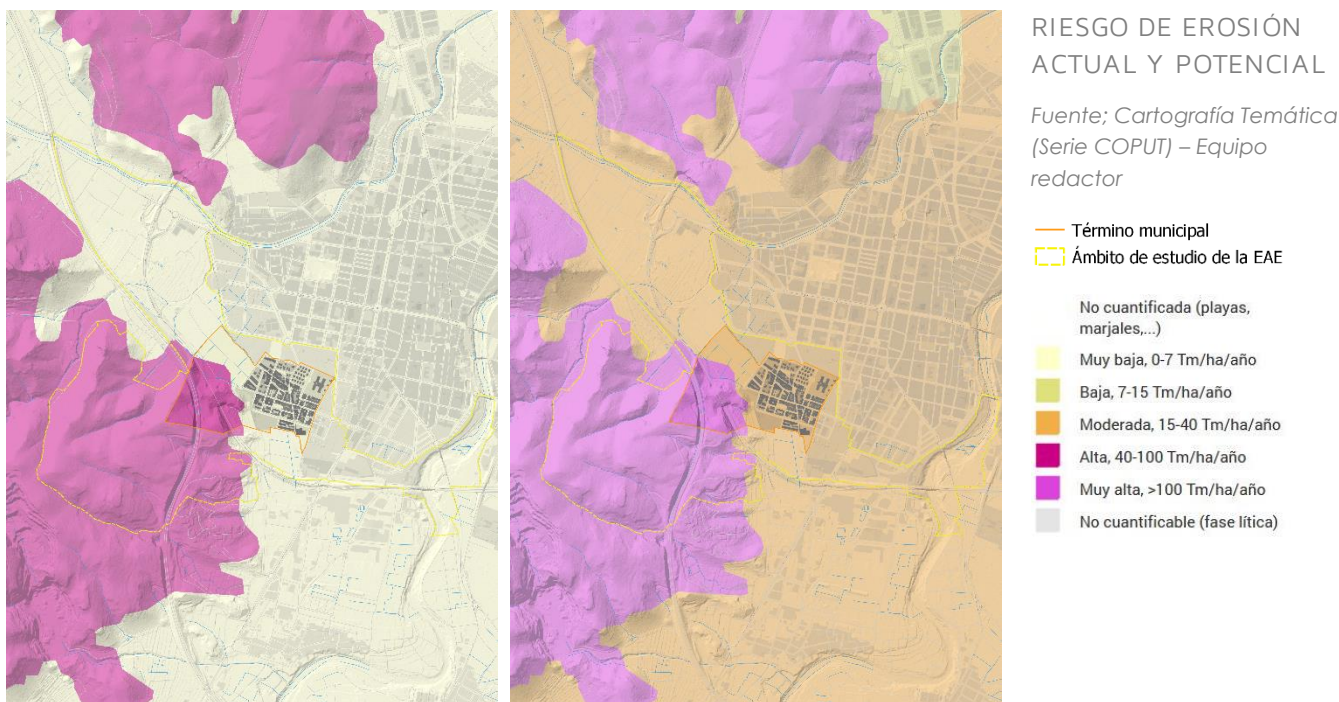 RIESGO DE EROSIÓN
ACTUAL Y POTENCIAL
Fuente; Cartografía Temática
(Serie COPUT) – Equipo
redactor
Término municipal
Ámbito de estudio de la EAE
No cuantificada (playas,
marjales,...)
Muy baja, 0-7 Tm/ha/año
Baja, 7-15 Tm/ha/año
Moderada, 15-40 Tm/ha/año
Alta, 40-100 Tm/ha/año
Muy alta, >100 Tm/ha/año
No cuantificable (fase lítica)